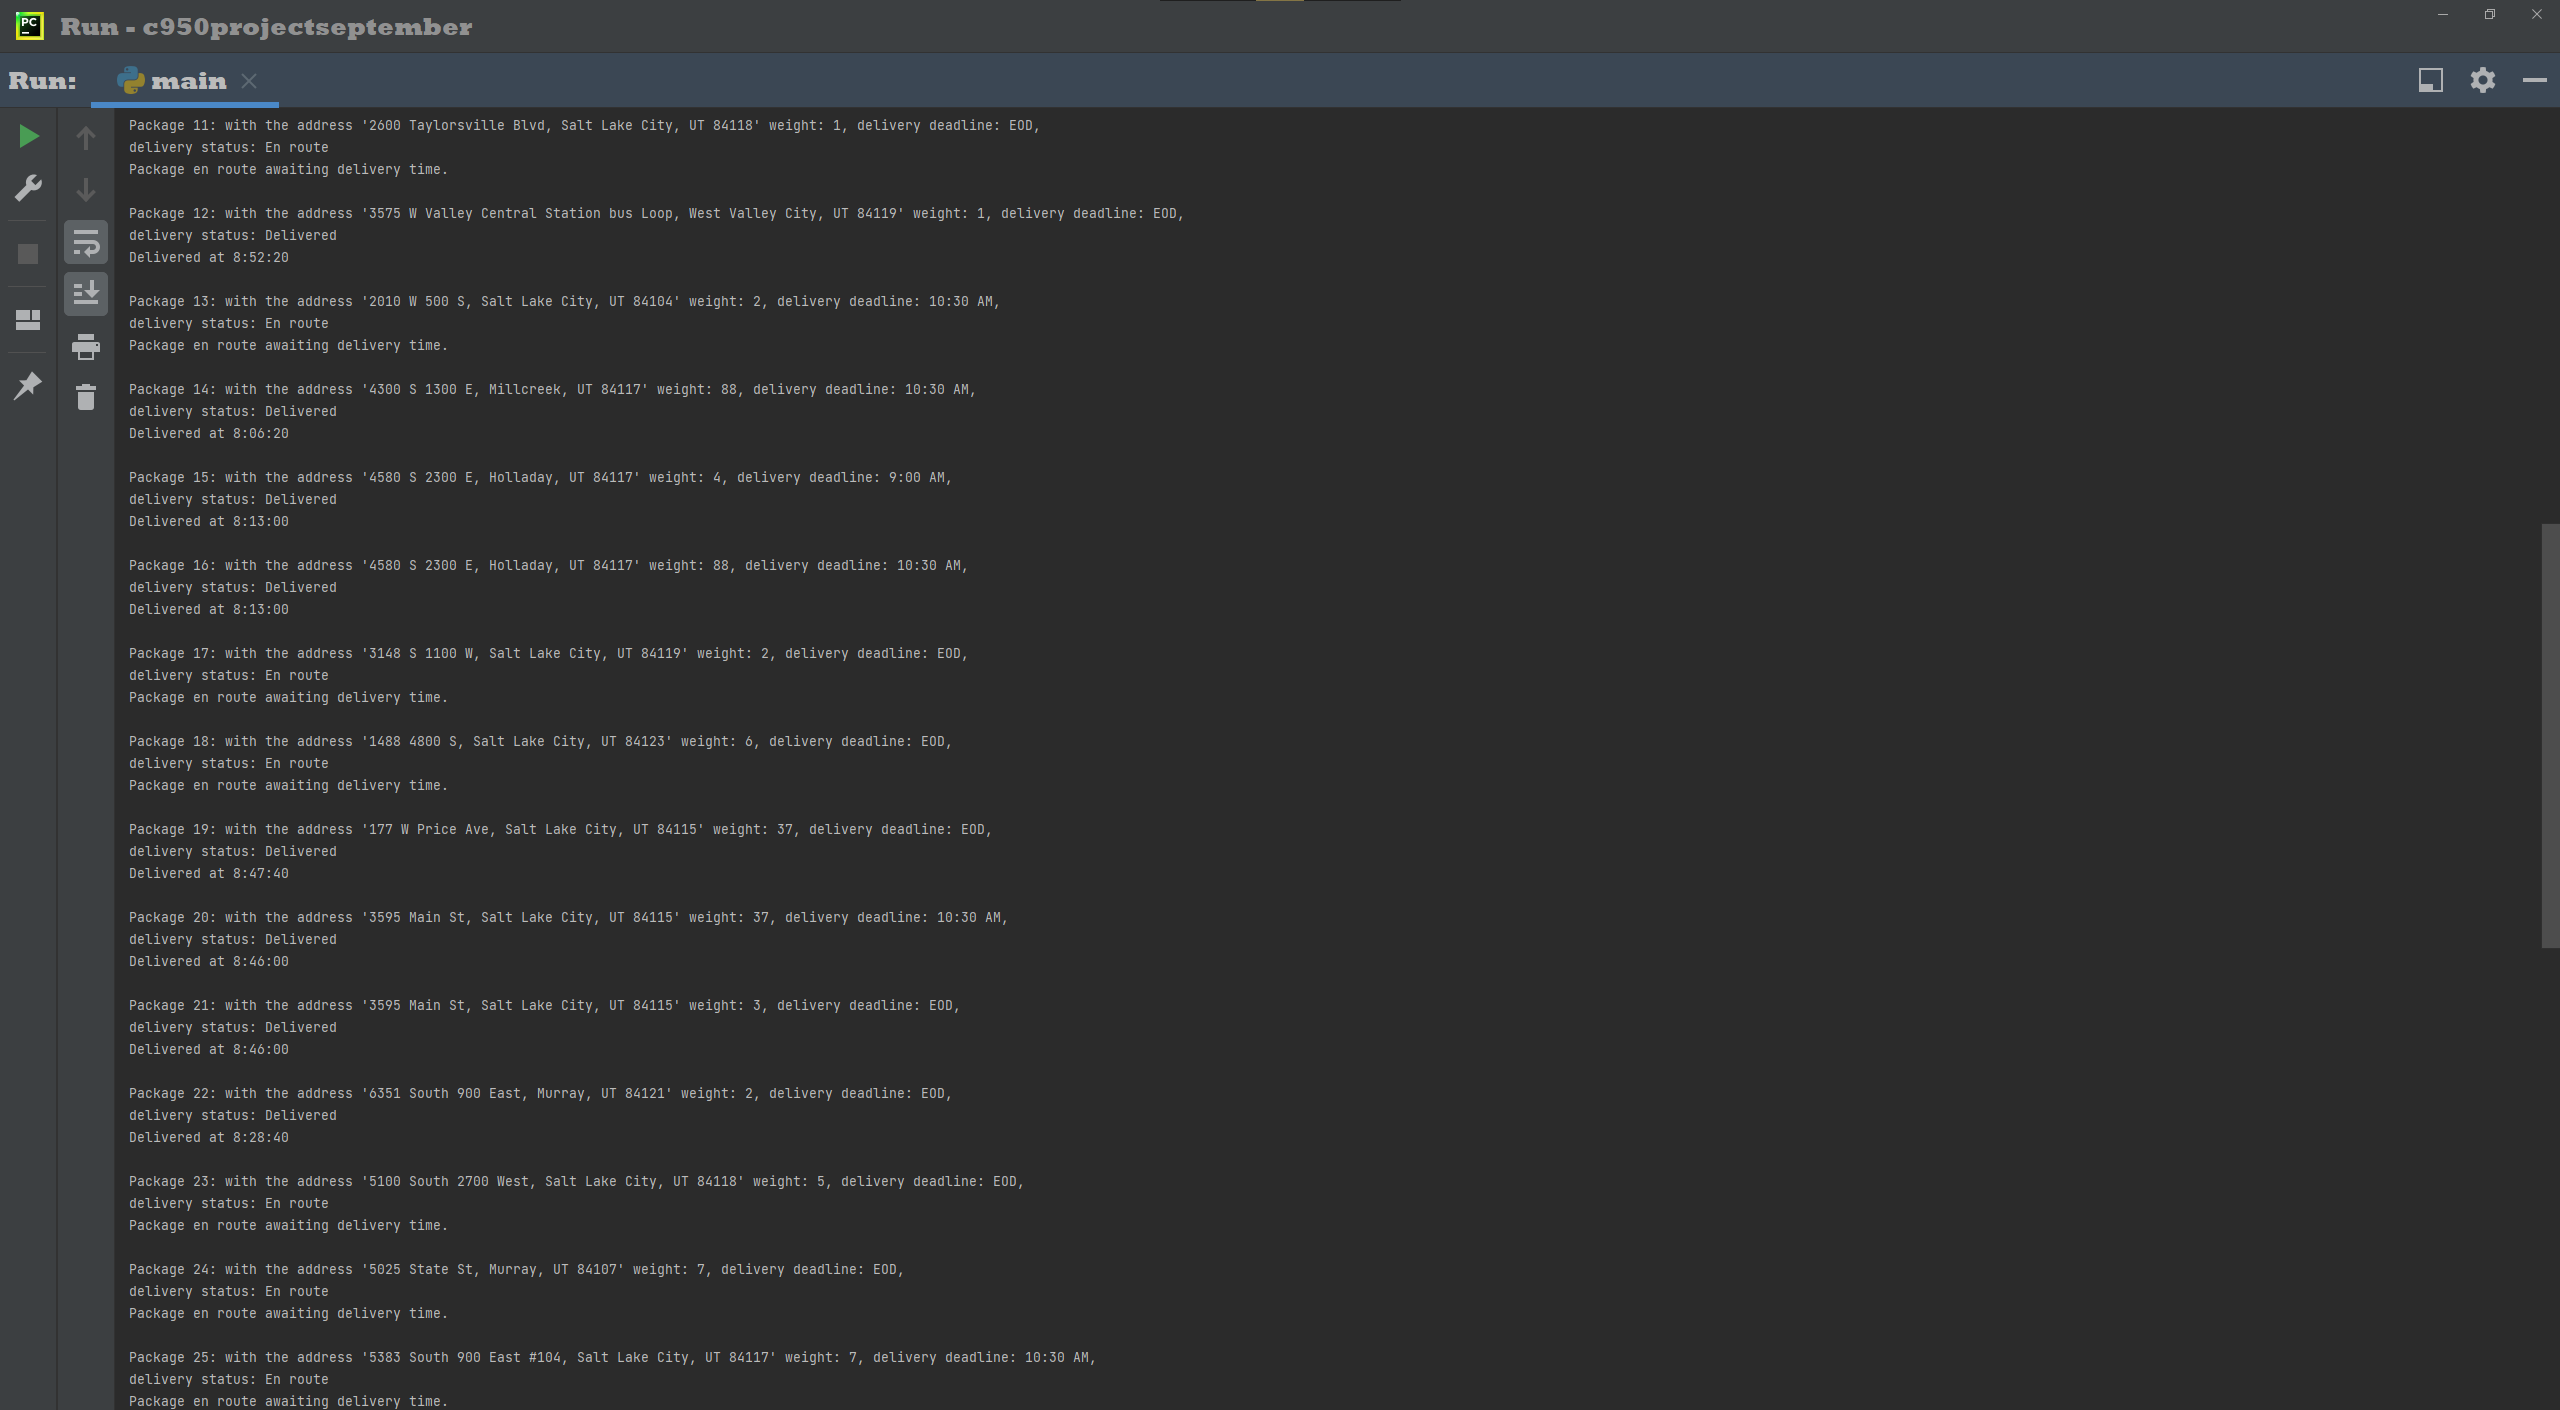 PC
Run - c950projectseptember
Run:
main
Package 11: with the address '2600 Taylorsville Blvd, Salt Lake City, UT 84118' weight: 1, delivery deadline: EOD,
delivery status: En route
Package en route awaiting delivery time.
Package 12: with the address '3575 W Valley Central Station bus Loop, West Valley City, UT 84119' weight: 1, delivery deadline: EOD,
delivery status: Delivered
Delivered at 8:52:20
Package 13: with the address '2010 W 500 S, Salt Lake City, UT 84104' weight: 2, delivery deadline: 10:30 AM,
delivery status: En route
Package en route awaiting delivery time.
Package 14: with the address '4300 S 1300 E, Millcreek, UT 84117' weight: 88, delivery deadline: 10:30 AM,
delivery status: Delivered
Delivered at 8:06:20
Package 15: with the address '4580 S 2300 E, Holladay, UT 84117' weight: 4, delivery deadline: 9:00 AM,
delivery status: Delivered
Delivered at 8:13:00
Package 16: with the address '4580 S 2300 E, Holladay, UT 84117' weight: 88, delivery deadline: 10:30 AM,
delivery status: Delivered
Delivered at 8:13:00
Package 17: with the address '3148 S 1100 W, Salt Lake City, UT 84119' weight: 2, delivery deadline: EOD,
delivery status: En route
Package en route awaiting delivery time.
Package 18: with the address '1488 4800 S, Salt Lake City, UT 84123' weight: 6, delivery deadline: EOD,
delivery status: En route
Package en route awaiting delivery time.
Package 19: with the address '177 W Price Ave, Salt Lake City, UT 84115' weight: 37, delivery deadline: EOD,
delivery status: Delivered
Delivered at 8:47:40
Package 20: with the address '3595 Main St, Salt Lake City, UT 84115' weight: 37, delivery deadline: 10:30 AM,
delivery status: Delivered
Delivered at 8:46:00
Package 21: with the address '3595 Main St, Salt Lake City, UT 84115' weight: 3, delivery deadline: EOD,
delivery status: Delivered
Delivered at 8:46:00
Package 22: with the address '6351 South 900 East, Murray, UT 84121' weight: 2, delivery deadline: EOD,
delivery status: Delivered
Delivered at 8:28:40
Package 23: with the address '5100 South 2700 West, Salt Lake City, UT 84118' weight: 5, delivery deadline: EOD,
delivery status: En route
Package en route awaiting delivery time.
Package 24: with the address '5025 State St, Murray, UT 84107' weight: 7, delivery deadline: EOD,
delivery status: En route
Package en route awaiting delivery time.
Package 25: with the address '5383 South 900 East #104, Salt Lake City, UT 84117' weight: 7, delivery deadline: 10:30 AM,
delivery status: En route
Package en route awaiting delivery time.